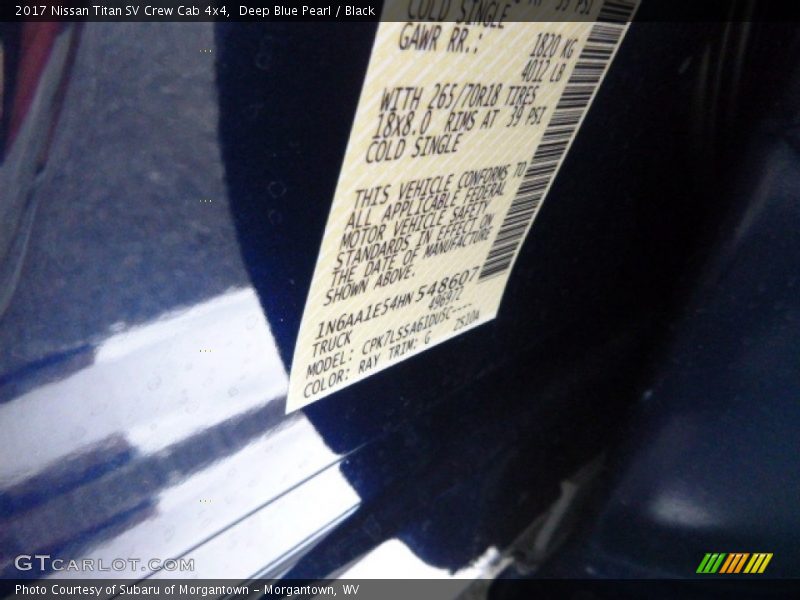 2017 Nissan Titan SV Crew Cab 4x4, Deep Blue Pearl / Black
COLD SINGLE
GAWR RR.:
1820 KG
4012 LB
WITH 265/70R18 TIRES
18X8.0 RIMS AT 39 PSI
COLD SINGLE
THIS VEHICLE CONFORMS TO
ALL APPLICABLE FEDERAL
MOTOR VEHICLE SAFETY
STANDARDS IN EFFECT ON
THE DATE OF MANUFACTURE
SHOWN ABOVE.
1N6AA1E54HN548607
TRUCK 49697Z
MODEL: CPK7LSSA61DUSC----
COLOR: RAY TRIM: G ZS10A
GTCARLOT.COM
Photo Courtesy of Subaru of Morgantown - Morgantown, WV